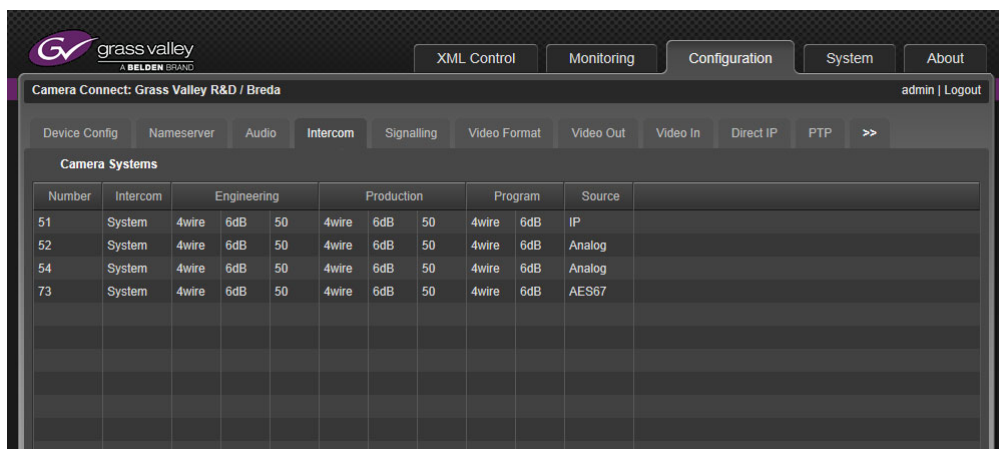 GV grass valley
A BELDEN BRAND
XML Control Monitoring Configuration System About
Camera Connect: Grass Valley R&D / Breda admin | Logout
Device Config Nameserver Audio Intercom Signalling Video Format Video Out Video In Direct IP PTP >>
Camera Systems
Number Intercom Engineering Production Program Source
51 System 4wire 6dB 50 4wire 6dB 50 4wire 6dB IP
52 System 4wire 6dB 50 4wire 6dB 50 4wire 6dB Analog
54 System 4wire 6dB 50 4wire 6dB 50 4wire 6dB Analog
73 System 4wire 6dB 50 4wire 6dB 50 4wire 6dB AES67